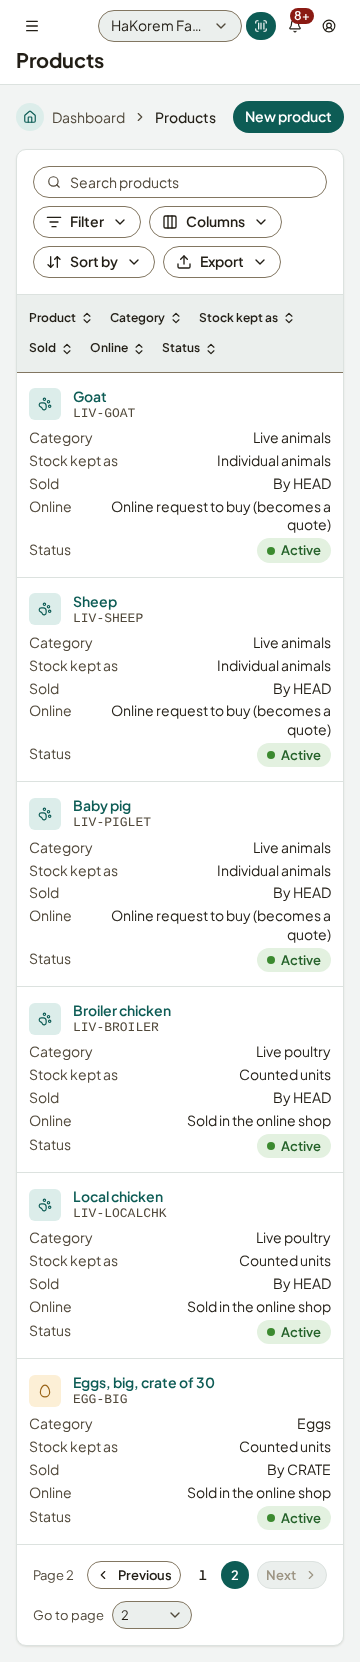 HaKorem Fa...
8+
Products
Dashboard > Products
New product
Search products
Filter
Columns
Sort by
Export
Product
Category
Stock kept as
Sold
Online
Status
Goat
LIV-GOAT
Category Live animals
Stock kept as Individual animals
Sold By HEAD
Online Online request to buy (becomes a
quote)
Status Active
Sheep
LIV-SHEEP
Category Live animals
Stock kept as Individual animals
Sold By HEAD
Online Online request to buy (becomes a
quote)
Status Active
Baby pig
LIV-PIGLET
Category Live animals
Stock kept as Individual animals
Sold By HEAD
Online Online request to buy (becomes a
quote)
Status Active
Broiler chicken
LIV-BROILER
Category Live poultry
Stock kept as Counted units
Sold By HEAD
Online Sold in the online shop
Status Active
Local chicken
LIV-LOCALCHK
Category Live poultry
Stock kept as Counted units
Sold By HEAD
Online Sold in the online shop
Status Active
Eggs, big, crate of 30
EGG-BIG
Category Eggs
Stock kept as Counted units
Sold By CRATE
Online Sold in the online shop
Status Active
Page 2 Previous 1 2 Next
Go to page 2